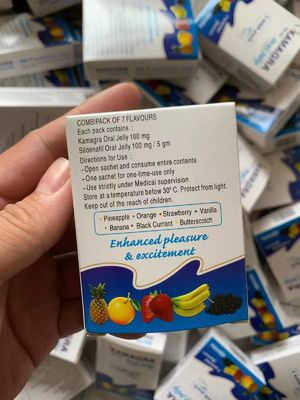 COMBIPACK OF 7 FLAVOURS
Each pack contains :
Kamagra Oral Jelly 100 mg
Sildenafil Oral Jelly 100 mg / 5 gm
Directions for Use :
-Open sachet and consume entire contents
-One sachet for one-time-use only
-Use strictly under Medical supervision
Store at a temperature below 30° C. Protect from light.
Keep out of the reach of children.
• Pineapple • Orange • Strawberry • Vanilla
• Banana • Black Currant • Butterscotch
Enhanced pleasure
& excitement
KAMAGRA
KAMAGRA